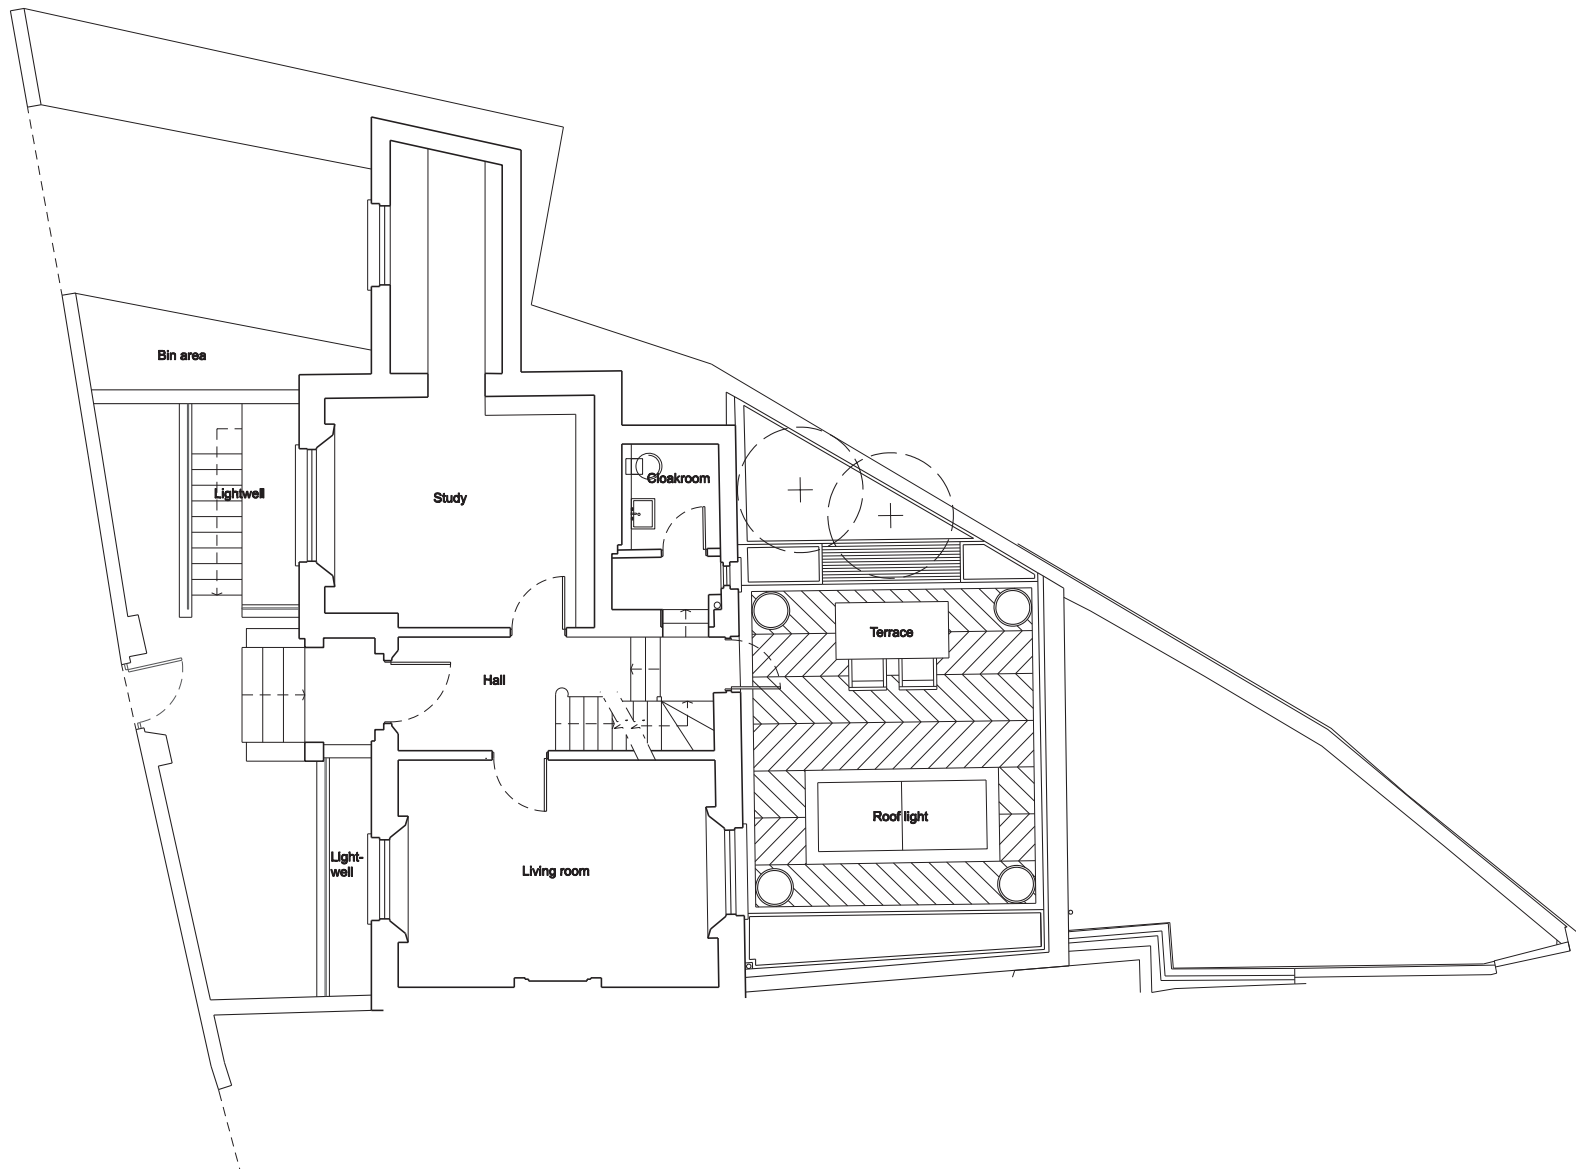 Bin area
Lightwell
Study
Cloakroom
Terrace
Hall
Roof light
Light-
well
Living room